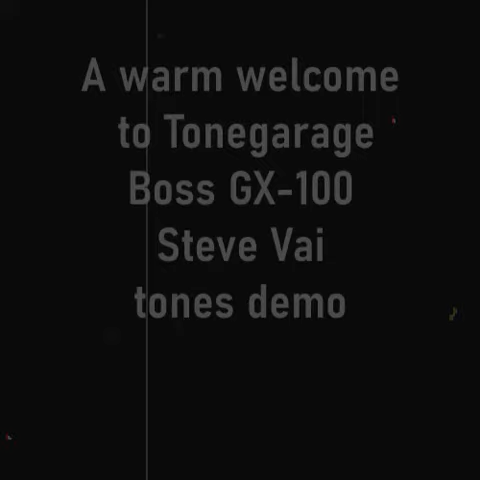 A warm welcome
to Tonegarage
Boss GX-100
Steve Vai
tones demo